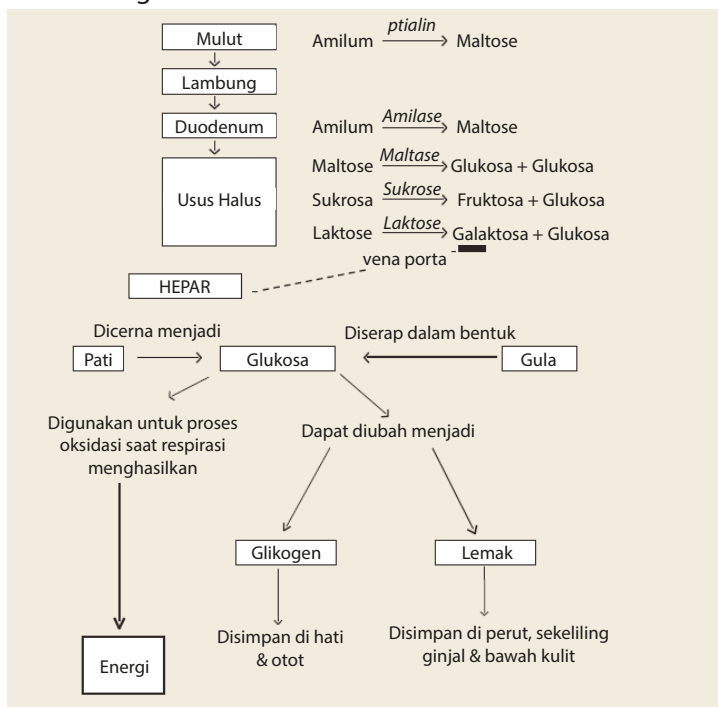 Mulut
Amilum ptialin Maltose
Lambung
Duodenum
Amilum Amilase Maltose
Usus Halus
Maltose Maltase Glukosa + Glukosa
Sukrosa Sukrose Fruktosa + Glukosa
Laktose Laktose Galaktosa + Glukosa
vena porta
HEPAR
Dicerna menjadi
Diserap dalam bentuk
Pati
Glukosa
Gula
Digunakan untuk proses
oksidasi saat respirasi
menghasilkan
Dapat diubah menjadi
Glikogen
Lemak
Disimpan di hati
& otot
Disimpan di perut, sekeliling
ginjal & bawah kulit
Energi